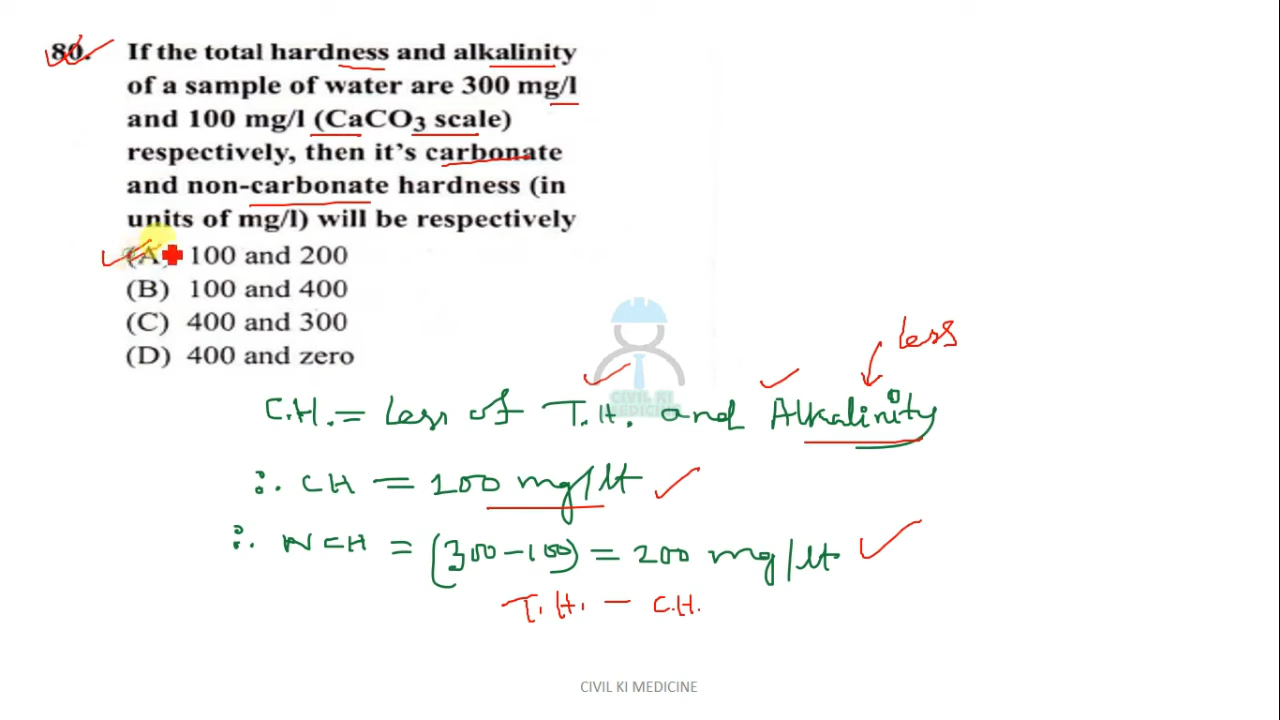 80. If the total hardness and alkalinity
of a sample of water are 300 mg/l
and 100 mg/l (CaCO₃ scale)
respectively, then it's carbonate
and non-carbonate hardness (in
units of mg/l) will be respectively
(A) 100 and 200
(B) 100 and 400
(C) 400 and 300
(D) 400 and zero
less
CIVIL KI
MEDICINE
C.H. = Less of T.H. and Alkalinity
∴ CH = 100 mg/lt
∴ NCH = (300-100) = 200 mg/lt
T.H. - C.H.
CIVIL KI MEDICINE